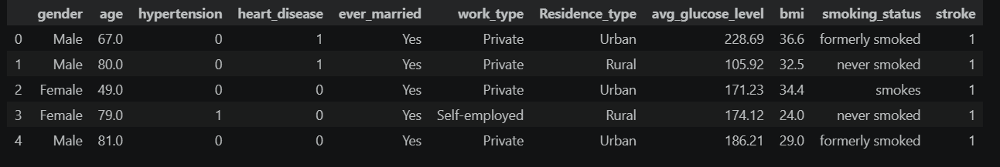 gender age hypertension heart_disease ever_married work_type Residence_type avg_glucose_level bmi smoking_status stroke
0 Male 67.0 0 1 Yes Private Urban 228.69 36.6 formerly smoked 1
1 Male 80.0 0 1 Yes Private Rural 105.92 32.5 never smoked 1
2 Female 49.0 0 0 Yes Private Urban 171.23 34.4 smokes 1
3 Female 79.0 1 0 Yes Self-employed Rural 174.12 24.0 never smoked 1
4 Male 81.0 0 0 Yes Private Urban 186.21 29.0 formerly smoked 1